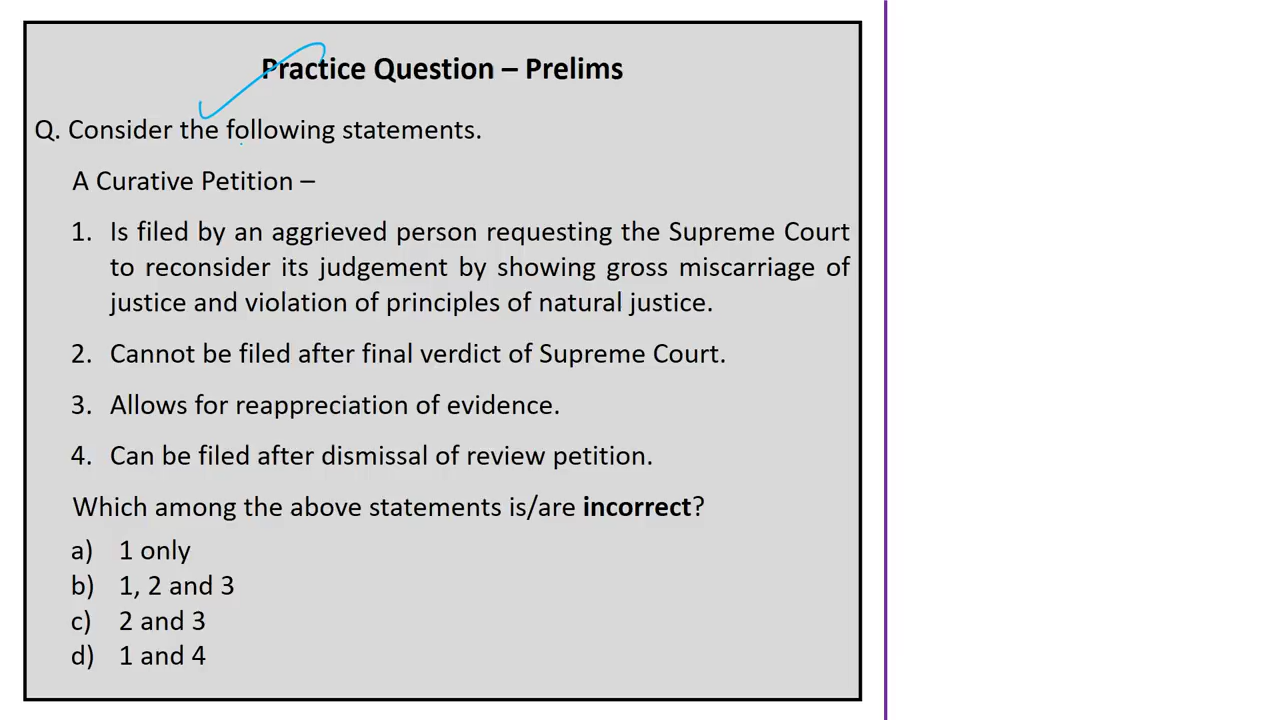 Practice Question – Prelims
Q. Consider the following statements.
A Curative Petition –
1. Is filed by an aggrieved person requesting the Supreme Court
to reconsider its judgement by showing gross miscarriage of
justice and violation of principles of natural justice.
2. Cannot be filed after final verdict of Supreme Court.
3. Allows for reappreciation of evidence.
4. Can be filed after dismissal of review petition.
Which among the above statements is/are incorrect?
a) 1 only
b) 1, 2 and 3
c) 2 and 3
d) 1 and 4